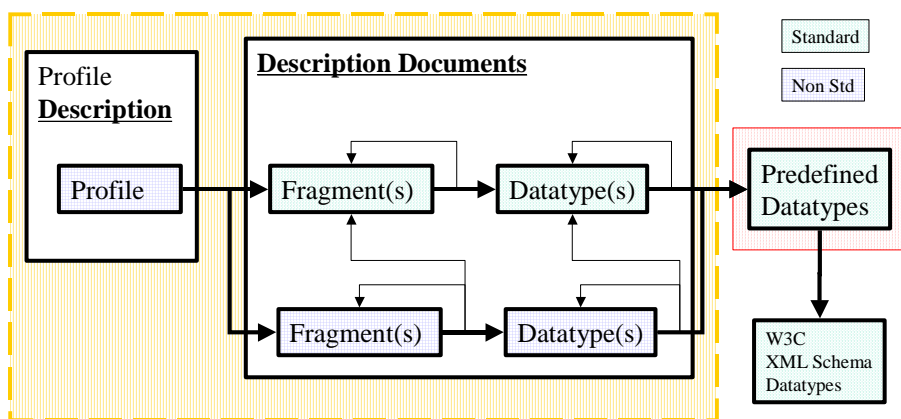 Profile
Description
Profile
Description Documents
Fragment(s)
Datatype(s)
Fragment(s)
Datatype(s)
Standard
Non Std
Predefined
Datatypes
W3C
XML Schema
Datatypes